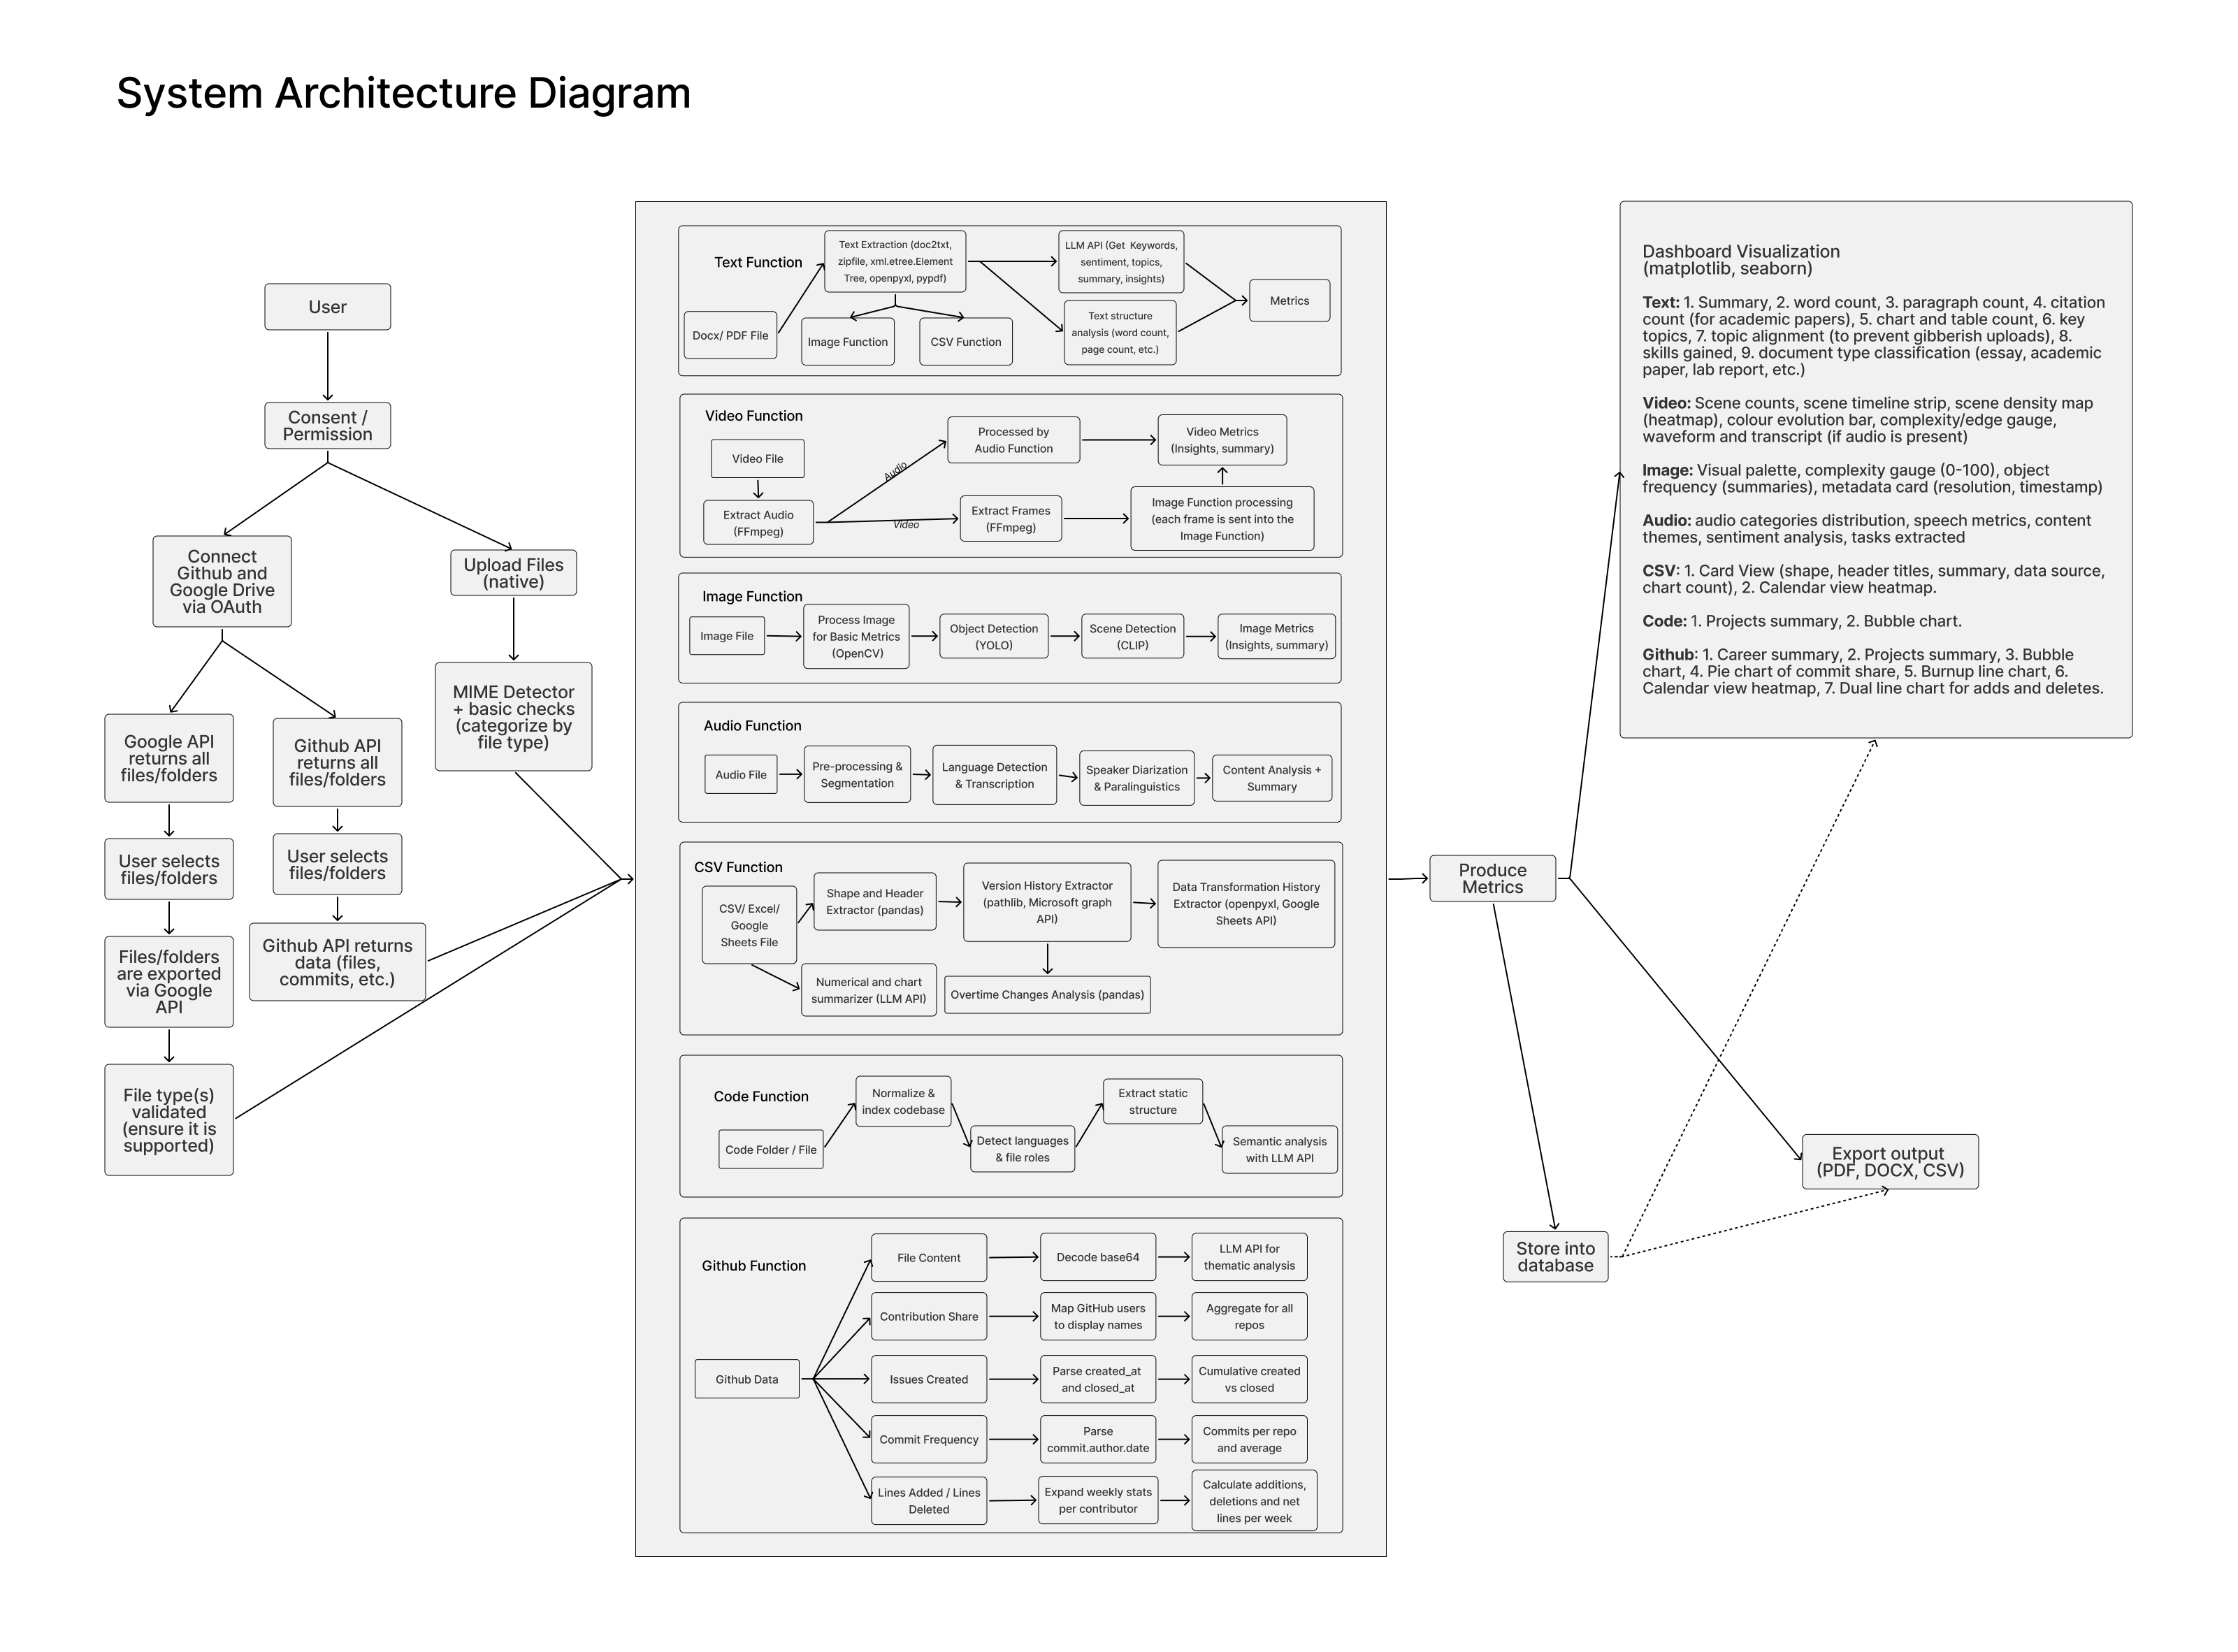 System Architecture Diagram
User
Consent /
Permission
Connect
Github and
Google Drive
via OAuth
Upload Files
(native)
MIME Detector
+ basic checks
(categorize by
file type)
Google API
returns all
files/folders
User selects
files/folders
Files/folders
are exported
via Google
API
File type(s)
validated
(ensure it is
supported)
Github API
returns all
files/folders
User selects
files/folders
Github API returns
data (files,
commits, etc.)
Text Function
Docx/ PDF File
Text Extraction (doc2txt,
zipfile, xml.etree.Element
Tree, openpyxl, pypdf)
Image Function
CSV Function
LLM API (Get  Keywords,
sentiment, topics,
summary, insights)
Text structure
analysis (word count,
page count, etc.)
Metrics
Video Function
Video File
Extract Audio
(FFmpeg)
Audio
Video
Processed by
Audio Function
Extract Frames
(FFmpeg)
Video Metrics
(Insights, summary)
Image Function processing
(each frame is sent into the
Image Function)
Image Function
Image File
Process Image
for Basic Metrics
(OpenCV)
Object Detection
(YOLO)
Scene Detection
(CLIP)
Image Metrics
(Insights, summary)
Audio Function
Audio File
Pre-processing &
Segmentation
Language Detection
& Transcription
Speaker Diarization
& Paralinguistics
Content Analysis +
Summary
CSV Function
CSV/ Excel/
Google
Sheets File
Shape and Header
Extractor (pandas)
Version History Extractor
(pathlib, Microsoft graph
API)
Data Transformation History
Extractor (openpyxl, Google
Sheets API)
Numerical and chart
summarizer (LLM API)
Overtime Changes Analysis (pandas)
Code Function
Code Folder / File
Normalize &
index codebase
Detect languages
& file roles
Extract static
structure
Semantic analysis
with LLM API
Github Function
Github Data
File Content
Decode base64
LLM API for
thematic analysis
Contribution Share
Map GitHub users
to display names
Aggregate for all
repos
Issues Created
Parse created_at
and closed_at
Cumulative created
vs closed
Commit Frequency
Parse
commit.author.date
Commits per repo
and average
Lines Added / Lines
Deleted
Expand weekly stats
per contributor
Calculate additions,
deletions and net
lines per week
Produce
Metrics
Dashboard Visualization
(matplotlib, seaborn)
Text: 1. Summary, 2. word count, 3. paragraph count, 4. citation
count (for academic papers), 5. chart and table count, 6. key
topics, 7. topic alignment (to prevent gibberish uploads), 8.
skills gained, 9. document type classification (essay, academic
paper, lab report, etc.)
Video: Scene counts, scene timeline strip, scene density map
(heatmap), colour evolution bar, complexity/edge gauge,
waveform and transcript (if audio is present)
Image: Visual palette, complexity gauge (0-100), object
frequency (summaries), metadata card (resolution, timestamp)
Audio: audio categories distribution, speech metrics, content
themes, sentiment analysis, tasks extracted
CSV: 1. Card View (shape, header titles, summary, data source,
chart count), 2. Calendar view heatmap.
Code: 1. Projects summary, 2. Bubble chart.
Github: 1. Career summary, 2. Projects summary, 3. Bubble
chart, 4. Pie chart of commit share, 5. Burnup line chart, 6.
Calendar view heatmap, 7. Dual line chart for adds and deletes.
Export output
(PDF, DOCX, CSV)
Store into
database